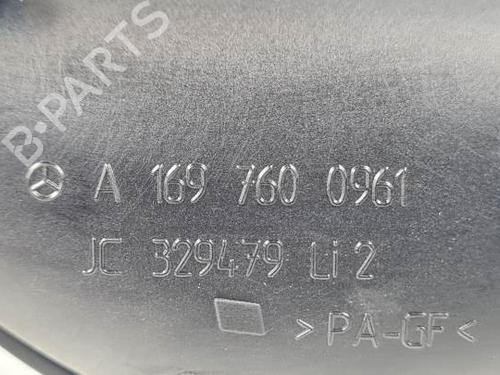 B-PARTS
A 169 760 0961
JC 329479 Li 2
>PA-GF<